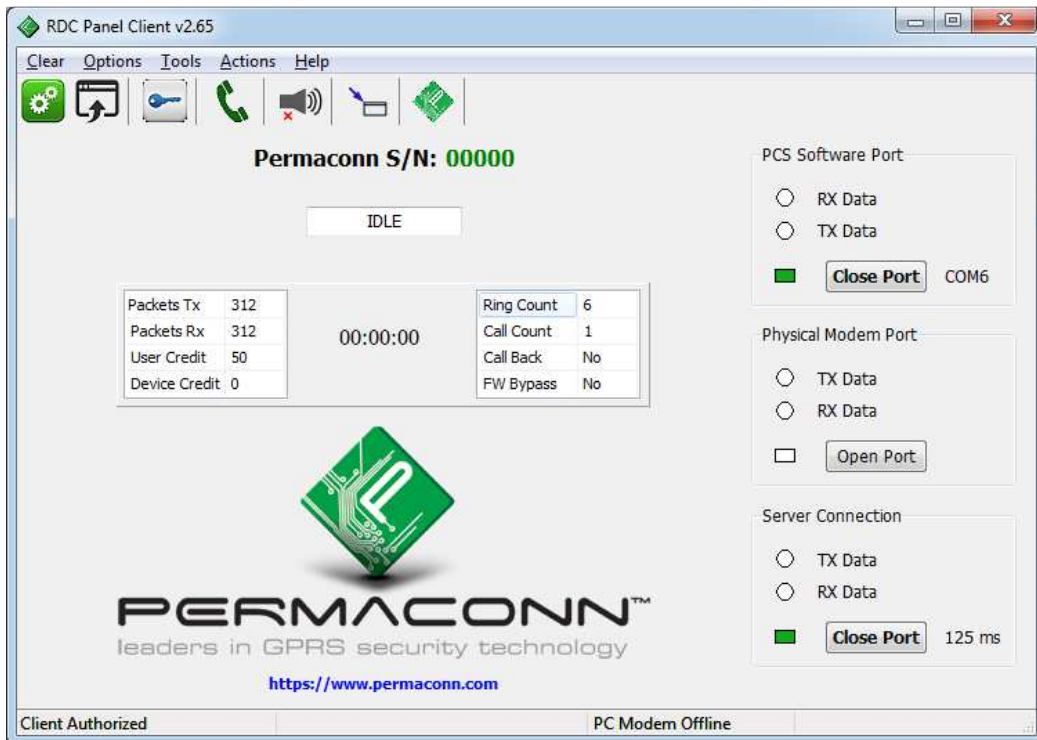 RDC Panel Client v2.65
Clear Options Tools Actions Help
Permaconn S/N: 00000
IDLE
Packets Tx 312
Packets Rx 312
User Credit 50
Device Credit 0
00:00:00
Ring Count 6
Call Count 1
Call Back No
FW Bypass No
PERMACONN™
leaders in GPRS security technology
https://www.permaconn.com
PCS Software Port
RX Data
TX Data
Close Port COM6
Physical Modem Port
TX Data
RX Data
Open Port
Server Connection
TX Data
RX Data
Close Port 125 ms
Client Authorized
PC Modem Offline